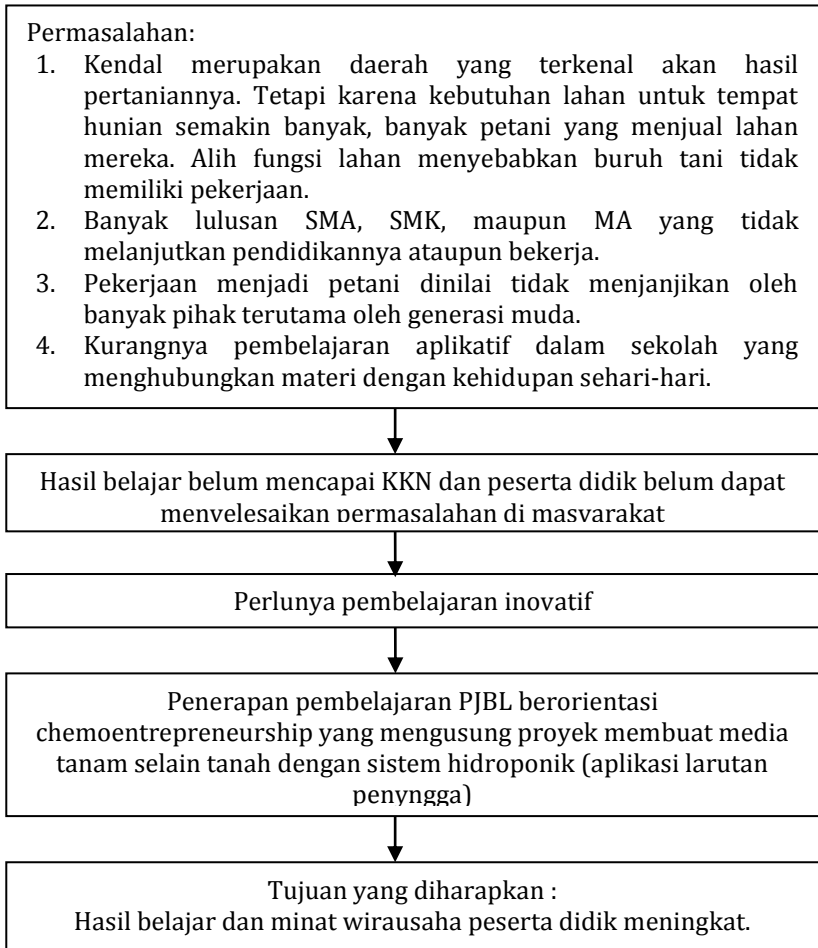 Permasalahan:
1. Kendal merupakan daerah yang terkenal akan hasil
pertaniannya. Tetapi karena kebutuhan lahan untuk tempat
hunian semakin banyak, banyak petani yang menjual lahan
mereka. Alih fungsi lahan menyebabkan buruh tani tidak
memiliki pekerjaan.
2. Banyak lulusan SMA, SMK, maupun MA yang tidak
melanjutkan pendidikannya ataupun bekerja.
3. Pekerjaan menjadi petani dinilai tidak menjanjikan oleh
banyak pihak terutama oleh generasi muda.
4. Kurangnya pembelajaran aplikatif dalam sekolah yang
menghubungkan materi dengan kehidupan sehari-hari.
Hasil belajar belum mencapai KKN dan peserta didik belum dapat
menyelesaikan permasalahan di masyarakat
Perlunya pembelajaran inovatif
Penerapan pembelajaran PJBL berorientasi
chemoentrepreneurship yang mengusung proyek membuat media
tanam selain tanah dengan sistem hidroponik (aplikasi larutan
penyngga)
Tujuan yang diharapkan :
Hasil belajar dan minat wirausaha peserta didik meningkat.